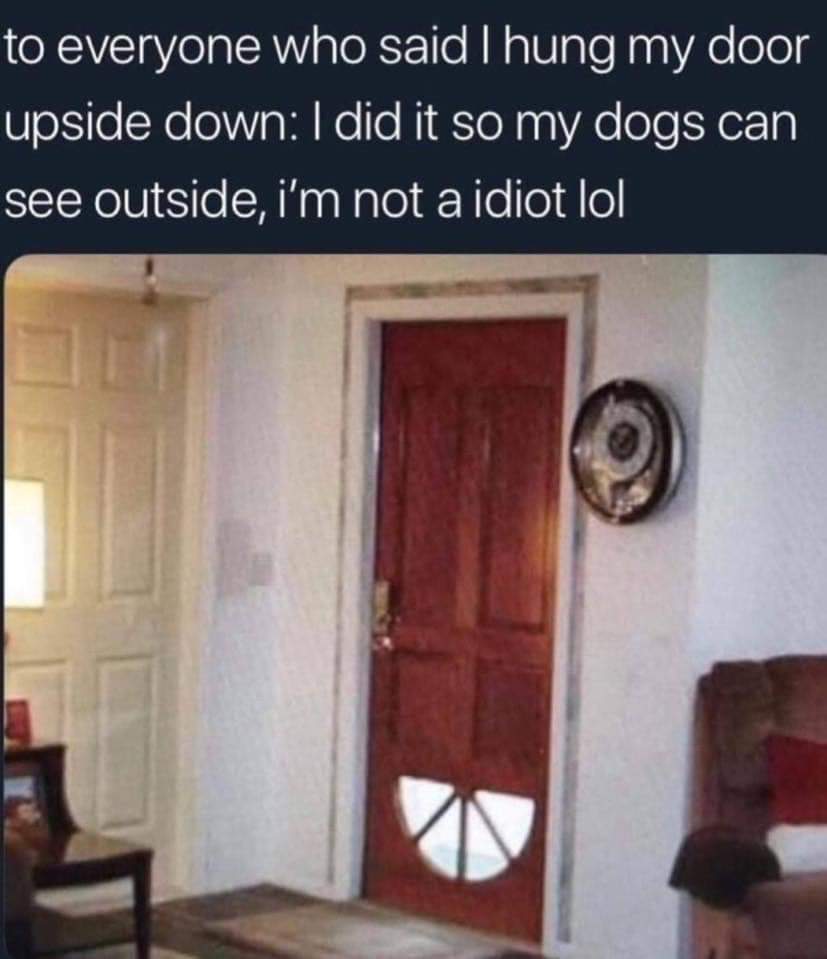 to everyone who said I hung my door
upside down: I did it so my dogs can
see outside, i'm not a idiot lol